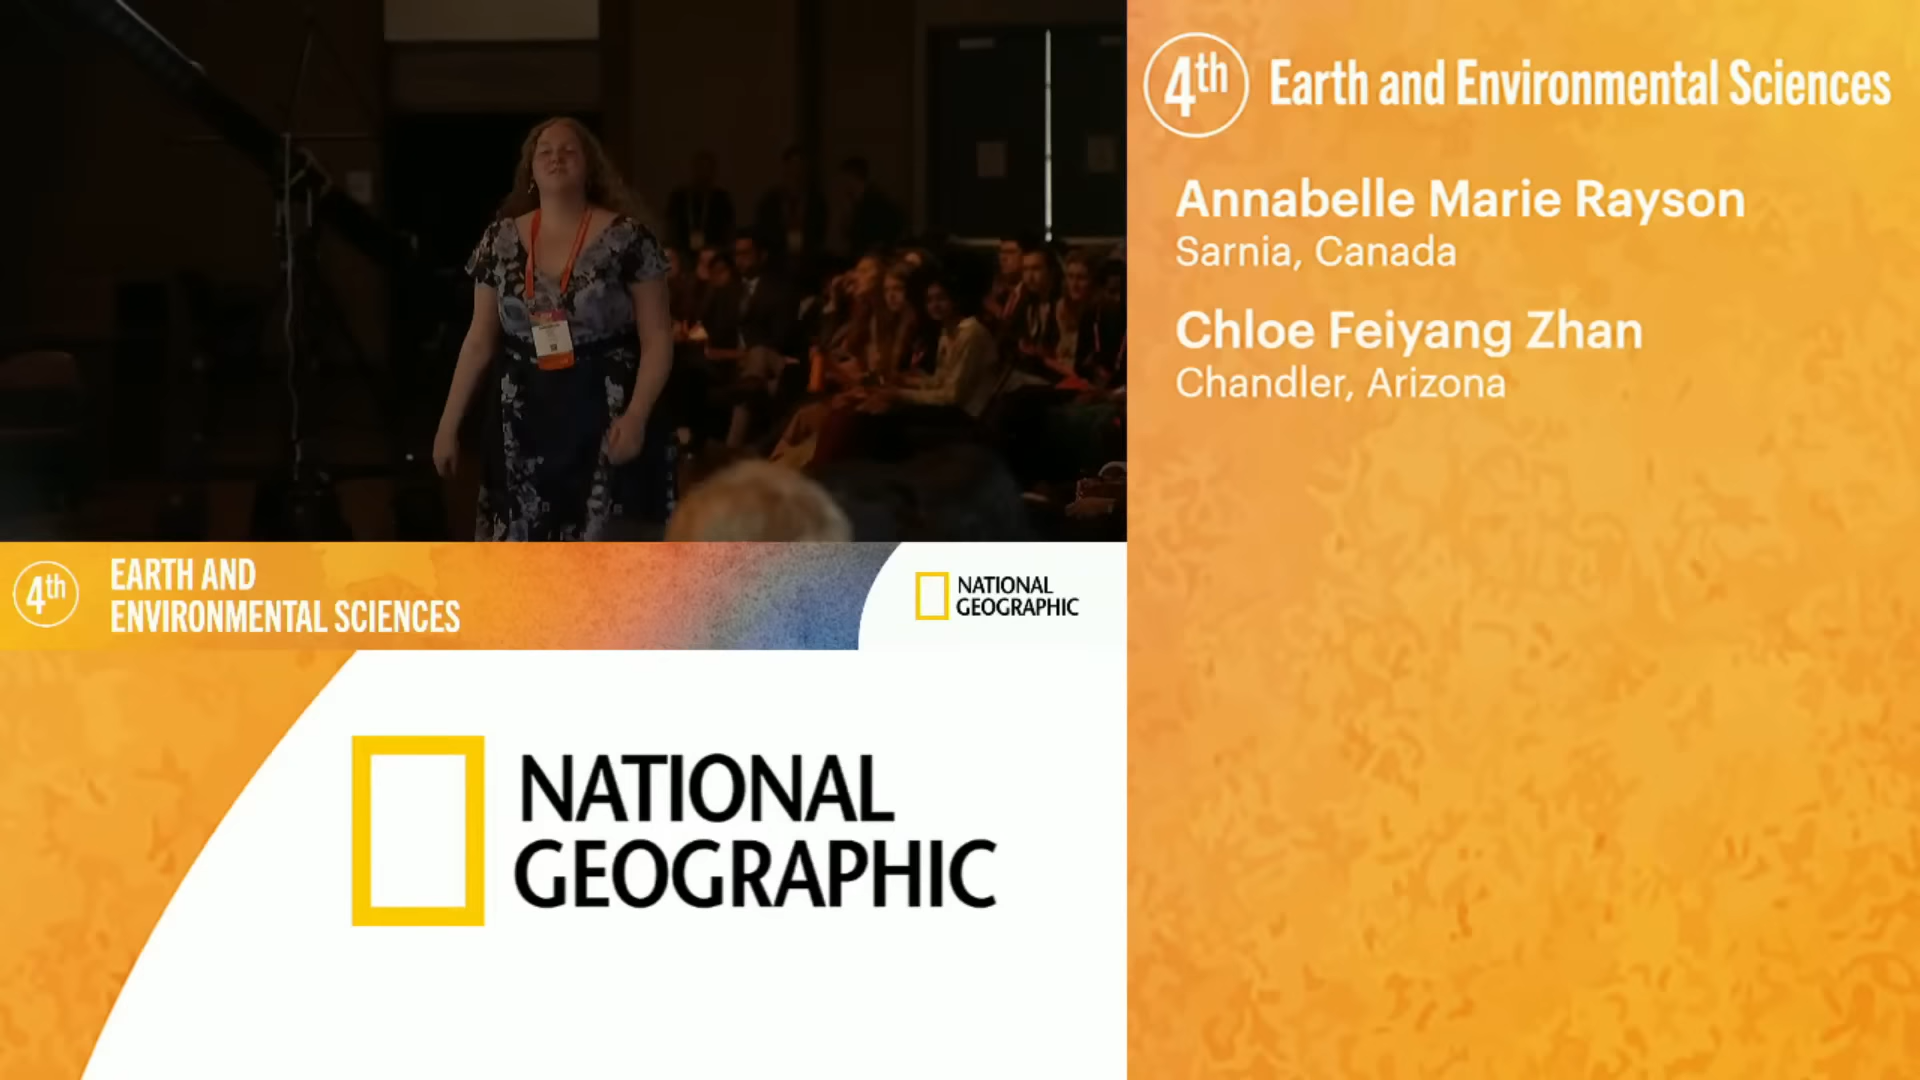 4th Earth and Environmental Sciences
Annabelle Marie Rayson
Sarnia, Canada
Chloe Feiyang Zhan
Chandler, Arizona
4th
EARTH AND
ENVIRONMENTAL SCIENCES
NATIONAL
GEOGRAPHIC
NATIONAL
GEOGRAPHIC